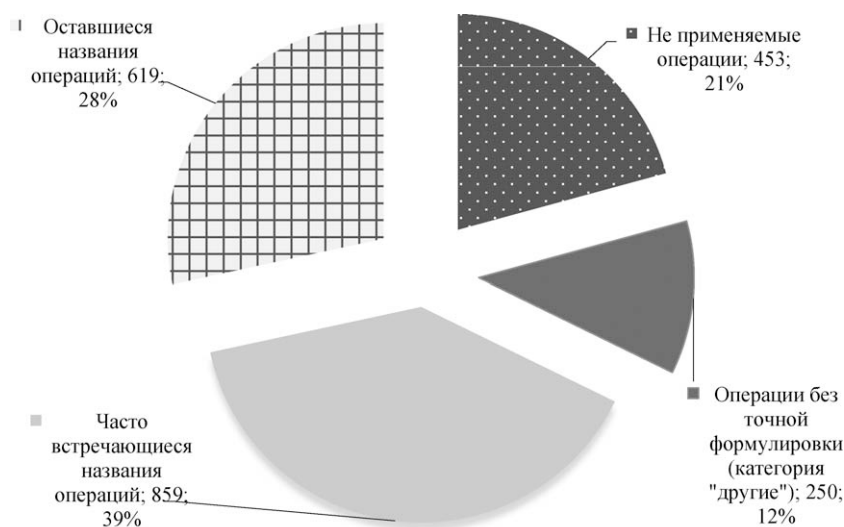 Оставшиеся
названия
операций; 619;
28%
Не применяемые
операции; 453;
21%
Часто
встречающиеся
названия
операций; 859;
39%
Операции без
точной
формулировки
(категория
"другие"); 250;
12%